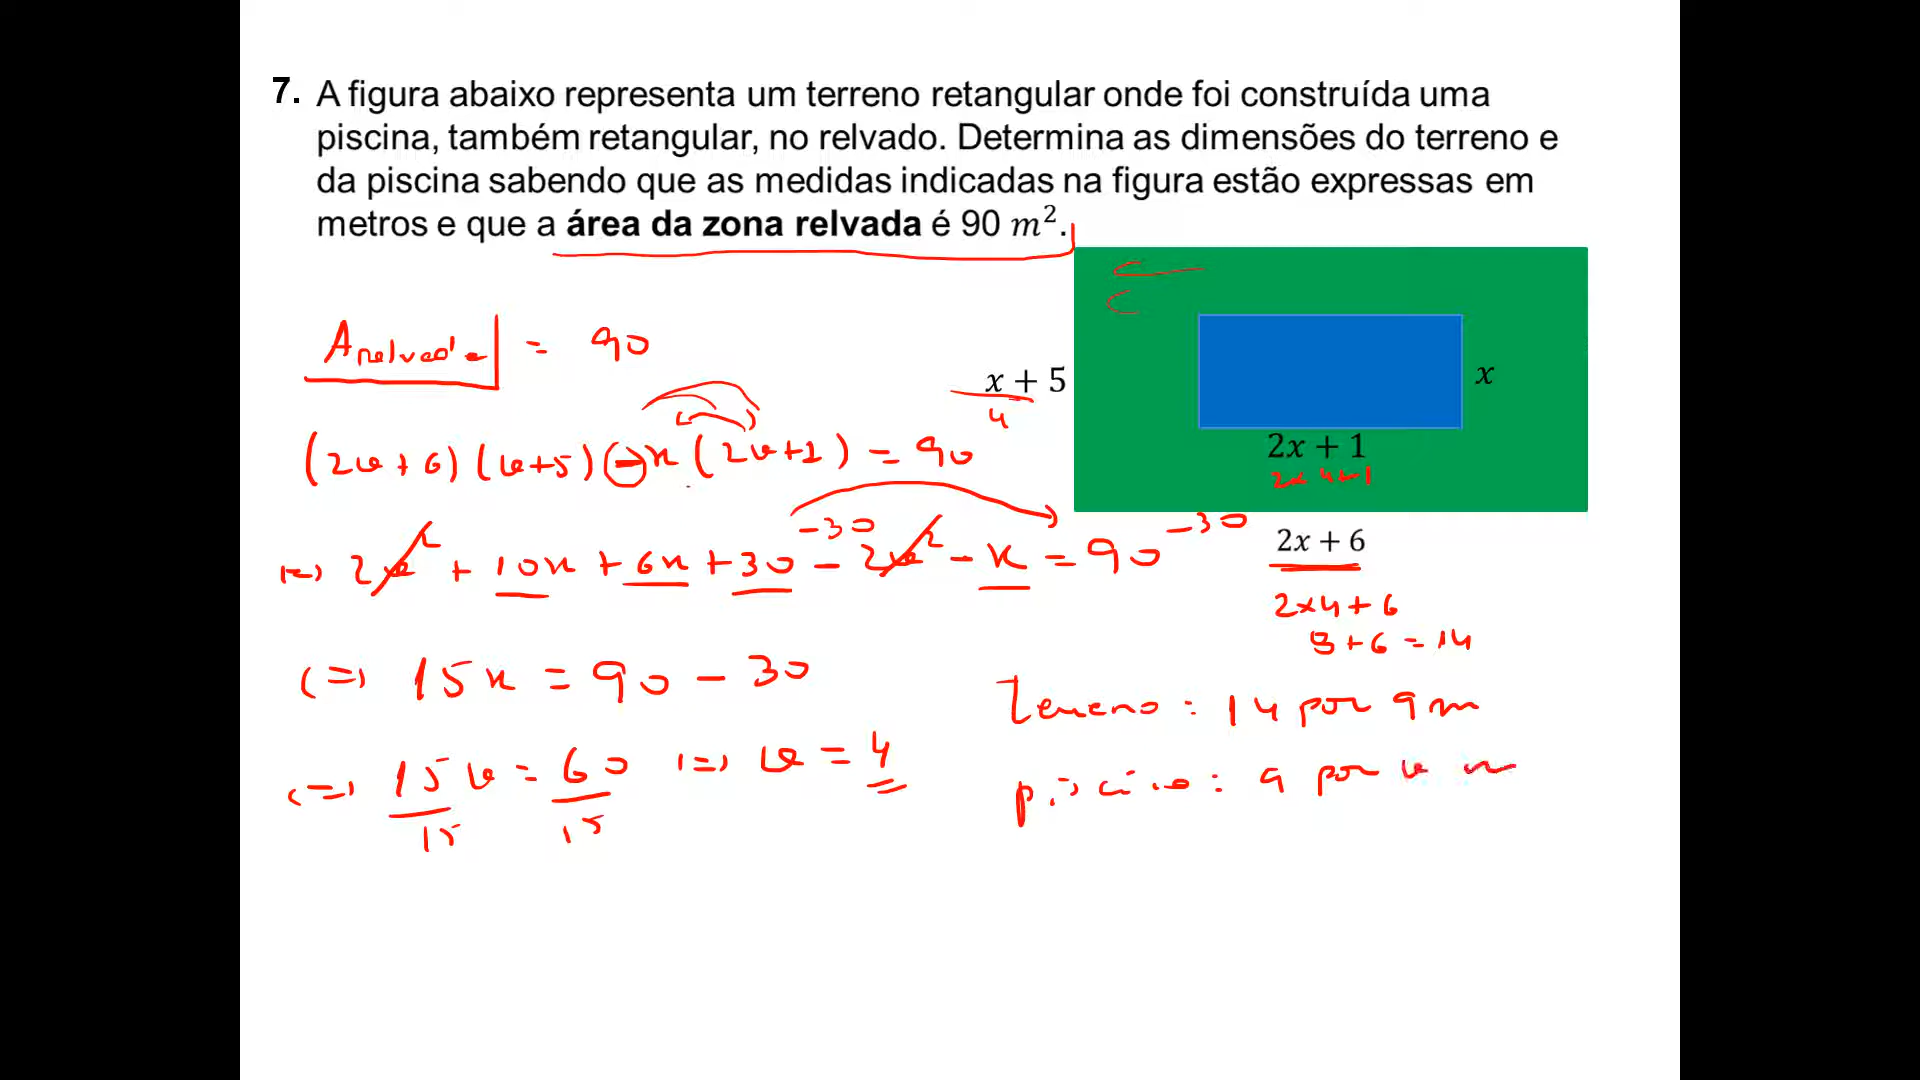 7. A figura abaixo representa um terreno retangular onde foi construída uma
piscina, também retangular, no relvado. Determina as dimensões do terreno e
da piscina sabendo que as medidas indicadas na figura estão expressas em
metros e que a área da zona relvada é 90 m².
A relvada = 90
x + 5
4
x
2x + 1
2x4+1
(2x+6)(x+5)-x(2x+1)=90
-30 -30
(=) 2x² + 10x + 6x + 30 - 2x² - x = 90
2x + 6
2x4+6
8+6=14
(=) 15x = 90 - 30
Terreno: 14 por 9 m
(=) 15x = 60 (=) x = 4
15 15
piscina: 9 por 4 m